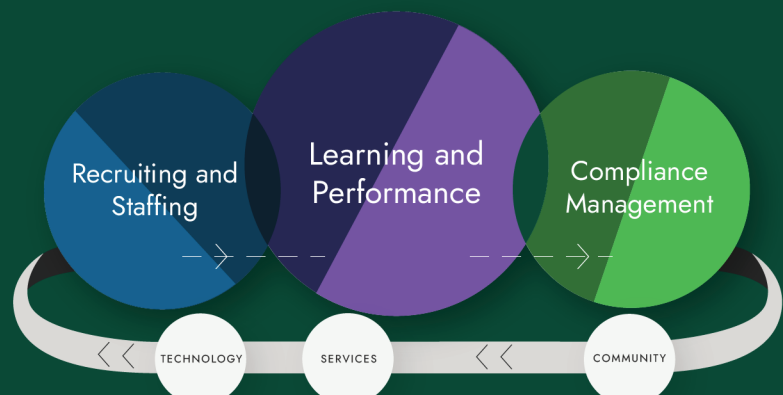 Recruiting and
Staffing
Learning and
Performance
Compliance
Management
TECHNOLOGY
SERVICES
COMMUNITY